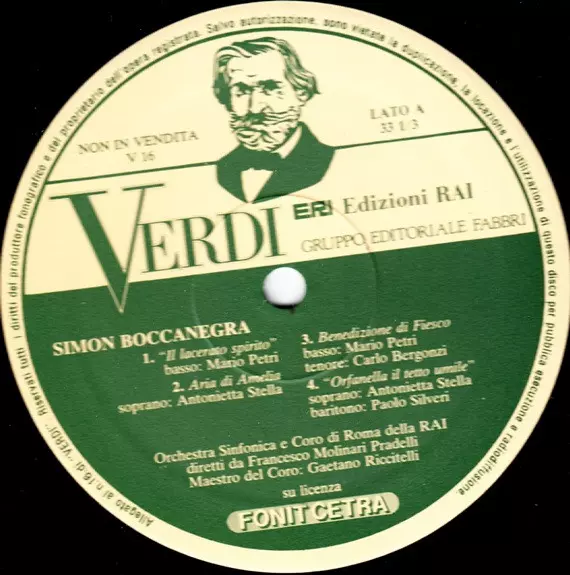 Riservati tutti i diritti del produttore fonografico e del proprietario dell'opera registrata. Salvo autorizzazione, sono vietate la duplicazione, la locazione e l'utilizzazione di questo disco per pubblica esecuzione e radiodiffusione.
NON IN VENDITA
V 16
LATO A
33 1/3
VERDI
ERI Edizioni RAI
GRUPPO EDITORIALE FABBRI
SIMON BOCCANEGRA
1. "Il lacerato spirito"
basso: Mario Petri
2. Aria di Amelia
soprano: Antonietta Stella
3. Benedizione di Fiesco
basso: Mario Petri
tenore: Carlo Bergonzi
4. "Orfanella il tetto umile"
soprano: Antonietta Stella
baritono: Paolo Silveri
Orchestra Sinfonica e Coro di Roma della RAI
diretti da Francesco Molinari Pradelli
Maestro del Coro: Gaetano Riccitelli
su licenza
FONIT CETRA
Allegato al n. 16 di "VERDI"